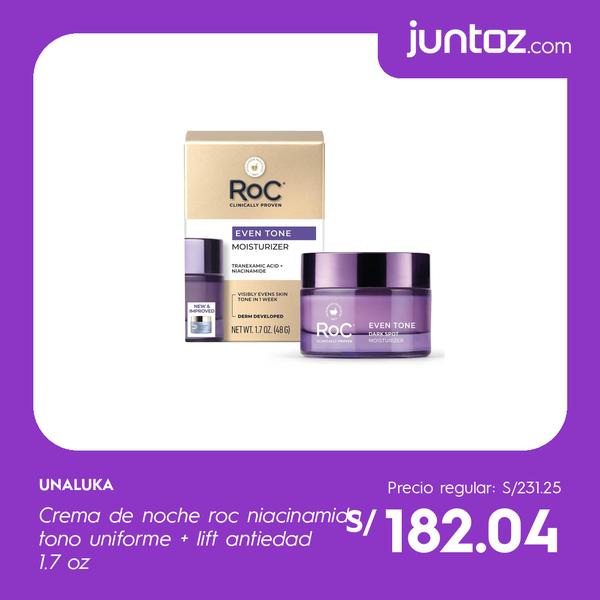 juntoz.com
RoC
CLINICALLY PROVEN
EVEN TONE
MOISTURIZER
TRANEXAMIC ACID +
NIACINAMIDE
VISIBLY EVENS SKIN
TONE IN 1 WEEK
DERM DEVELOPED
NEW &
IMPROVED
NET WT. 1.7 OZ. (48 G)
RoC
CLINICALLY PROVEN
EVEN TONE
DARK SPOT
MOISTURIZER
UNALUKA
Crema de noche roc niacinamid
tono uniforme + lift antiedad
1.7 oz
Precio regular: S/231.25
S/ 182.04